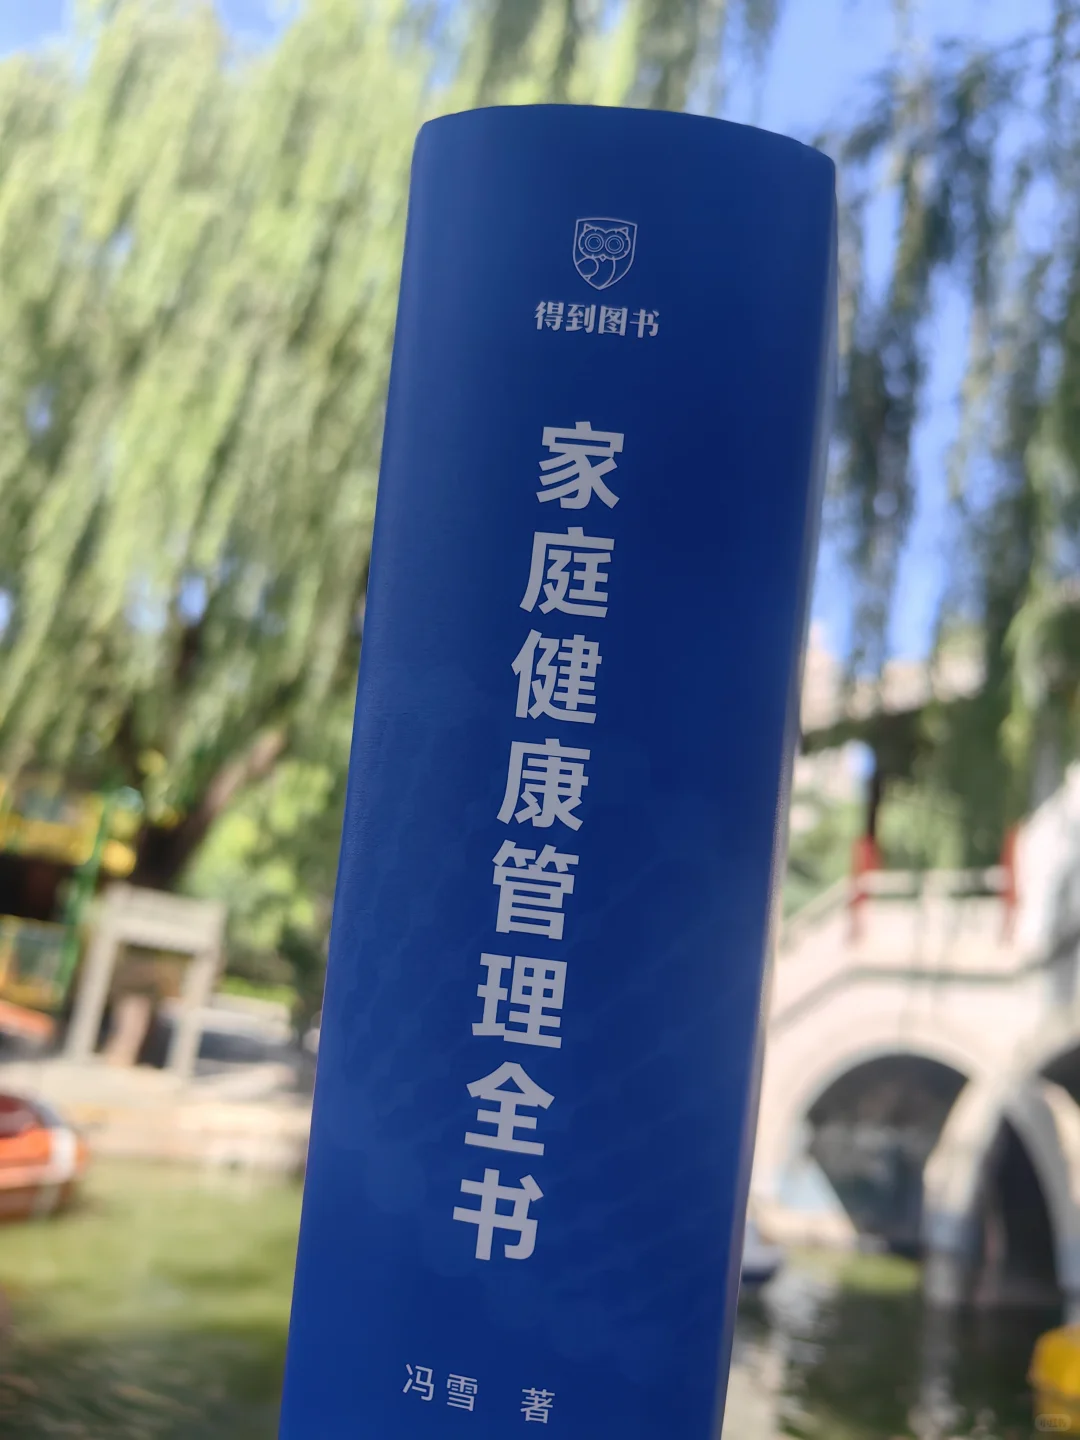 得到图书
家庭健康管理全书
冯雪 著